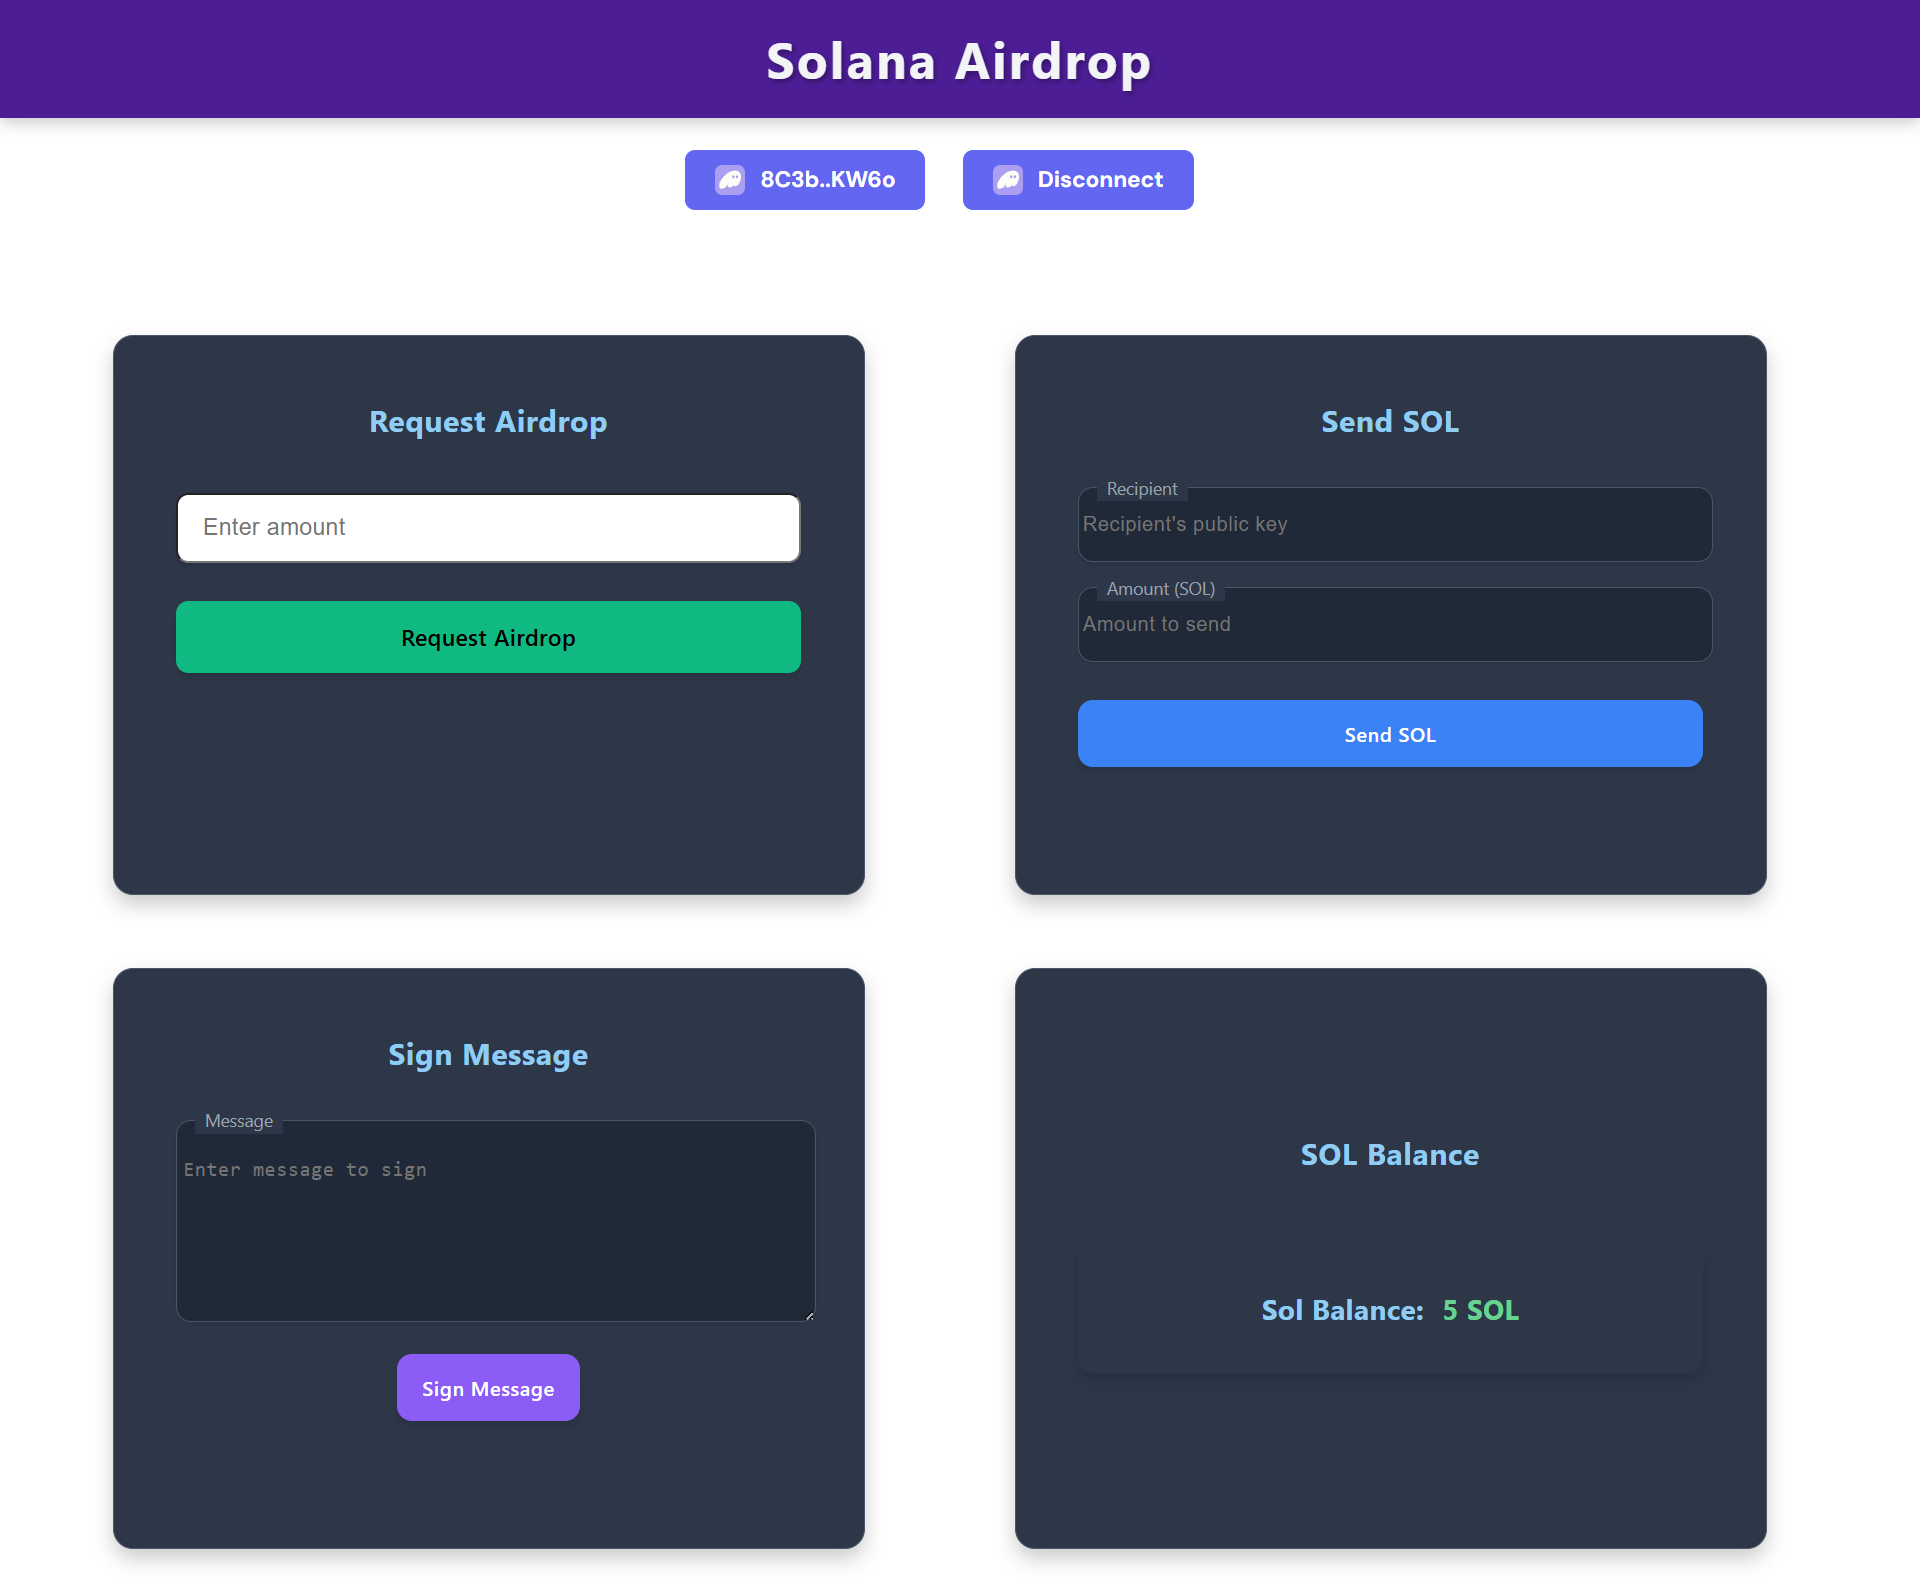 Solana Airdrop
8C3b..KW6o
Disconnect
Request Airdrop
Enter amount
Request Airdrop
Send SOL
Recipient
Recipient's public key
Amount (SOL)
Amount to send
Send SOL
Sign Message
Message
Enter message to sign
Sign Message
SOL Balance
Sol Balance: 5 SOL